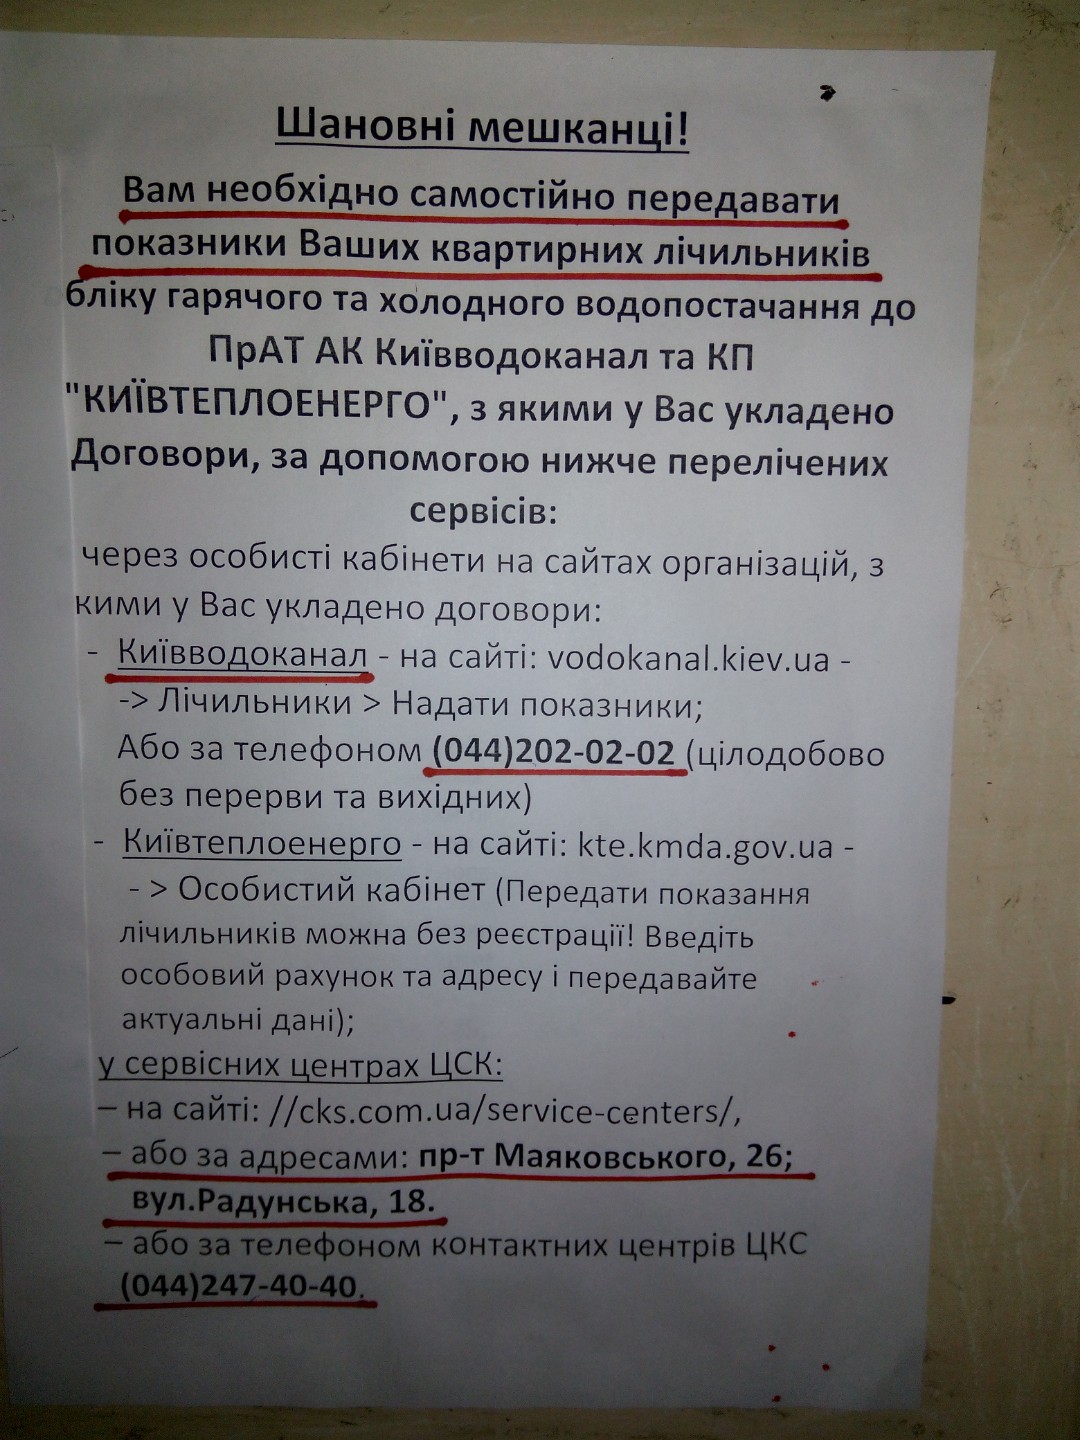 Шановні мешканці!
Вам необхідно самостійно передавати
показники Ваших квартирних лічильників
бліку гарячого та холодного водопостачання до
ПрАТ АК Київводоканал та КП
"КИЇВТЕПЛОЕНЕРГО", з якими у Вас укладено
Договори, за допомогою нижче перелічених
сервісів:
через особисті кабінети на сайтах організацій, з
кими у Вас укладено договори:
- Київводоканал - на сайті: vodokanal.kiev.ua -
-> Лічильники > Надати показники;
Або за телефоном (044)202-02-02 (цілодобово
без перерви та вихідних)
- Київтеплоенерго - на сайті: kte.kmda.gov.ua -
- > Особистий кабінет (Передати показання
лічильників можна без реєстрації! Введіть
особовий рахунок та адресу і передавайте
актуальні дані);
у сервісних центрах ЦСК:
– на сайті: //cks.com.ua/service-centers/,
– або за адресами: пр-т Маяковського, 26;
вул.Радунська, 18.
– або за телефоном контактних центрів ЦКС
(044)247-40-40.